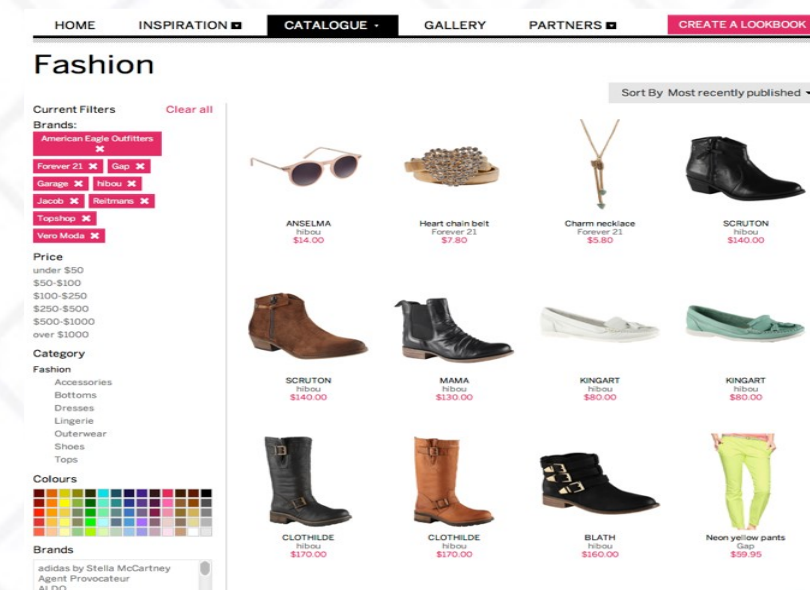 HOME INSPIRATION CATALOGUE GALLERY PARTNERS CREATE A LOOKBOOK
Fashion
Sort By Most recently published
Current Filters Clear all
Brands:
American Eagle Outfitters
Forever 21 Gap
Garage hibou
Jacob Reitmans
Topshop
Vero Moda
Price
under $50
$50-$100
$100-$250
$250-$500
$500-$1000
over $1000
Category
Fashion
Accessories
Bottoms
Dresses
Lingerie
Outerwear
Shoes
Tops
Colours
Brands
adidas by Stella McCartney
Agent Provocateur
ALDO
ANSELMA
hibou
$14.00
Heart chain belt
Forever 21
$7.80
Charm necklace
Forever 21
$5.80
SCRUTON
hibou
$140.00
SCRUTON
hibou
$140.00
MAMA
hibou
$130.00
KINGART
hibou
$80.00
KINGART
hibou
$80.00
CLOTHILDE
hibou
$170.00
CLOTHILDE
hibou
$170.00
BLATH
hibou
$160.00
Neon yellow pants
Gap
$59.95